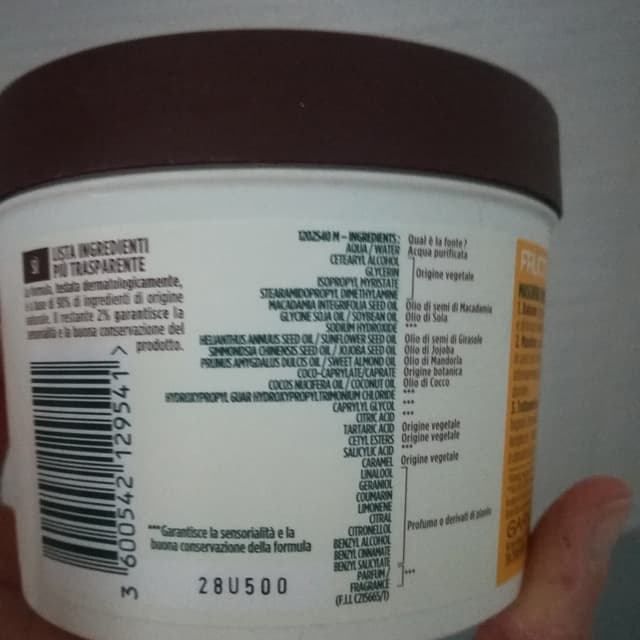 LISTA INGREDIENTI
PIÙ TRASPARENTE
formula, testata dermatologicamente,
base di 98% di ingredienti di origine
naturale. Il restante 2% garantisce la
sensorialità e la buona conservazione del
prodotto.
3 600542 129541 >
1202540 M - INGREDIENTS: Qual è la fonte?
AQUA / WATER Acqua purificata
CETEARYL ALCOHOL
GLYCERIN Origine vegetale
ISOPROPYL MYRISTATE
STEARAMIDOPROPYL DIMETHYLAMINE
MACADAMIA INTEGRIFOLIA SEED OIL Olio di semi di Macadamia
GLYCINE SOJA OIL / SOYBEAN OIL Olio di Soia
SODIUM HYDROXIDE ***
HELIANTHUS ANNUUS SEED OIL / SUNFLOWER SEED OIL Olio di semi di Girasole
SIMMONDSIA CHINENSIS SEED OIL / JOJOBA SEED OIL Olio di Jojoba
PRUNUS AMYGDALUS DULCIS OIL / SWEET ALMOND OIL Olio di Mandorla
COCO-CAPRYLATE/CAPRATE Origine botanica
COCOS NUCIFERA OIL / COCONUT OIL Olio di Cocco
HYDROXYPROPYL GUAR HYDROXYPROPYLTRIMONIUM CHLORIDE ***
CAPRYLYL GLYCOL ***
CITRIC ACID ***
TARTARIC ACID Origine vegetale
CETYL ESTERS Origine vegetale
SALICYLIC ACID ***
CARAMEL Origine vegetale
LINALOOL
GERANIOL
COUMARIN
LIMONENE
CITRAL Profumo o derivati di piante
CITRONELLOL
BENZYL ALCOHOL
BENZYL CINNAMATE
BENZYL SALICYLATE
PARFUM / ***
FRAGRANCE
(F.I.L. C215665/1)
***Garantisce la sensorialità e la
buona conservazione della formula
28U500